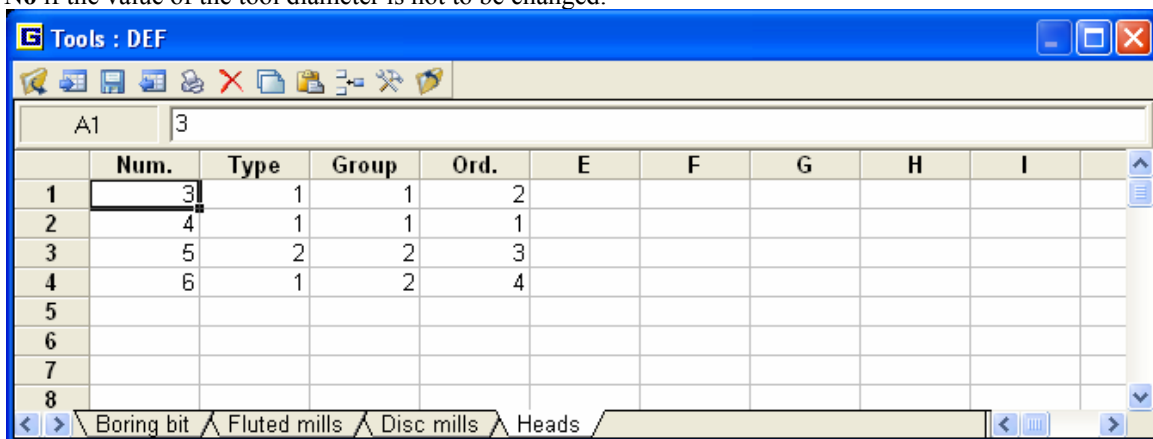 No if the value of the tool diameter is not to be changed.
G Tools : DEF
A1 3
Num. Type Group Ord. E F G H I
1 3 1 1 2
2 4 1 1 1
3 5 2 2 3
4 6 1 2 4
5
6
7
8
Boring bit Fluted mills Disc mills Heads